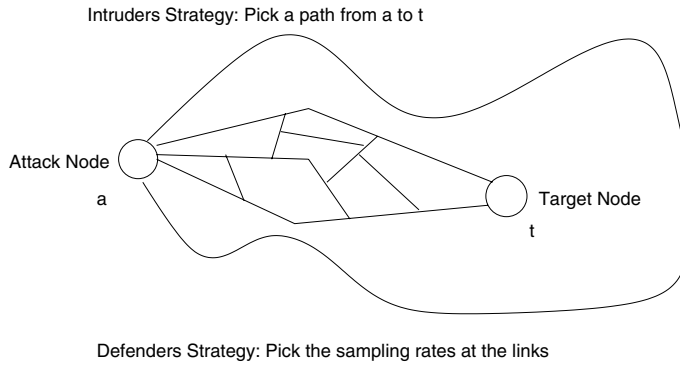 Intruders Strategy: Pick a path from a to t
Attack Node
a
Target Node
t
Defenders Strategy: Pick the sampling rates at the links